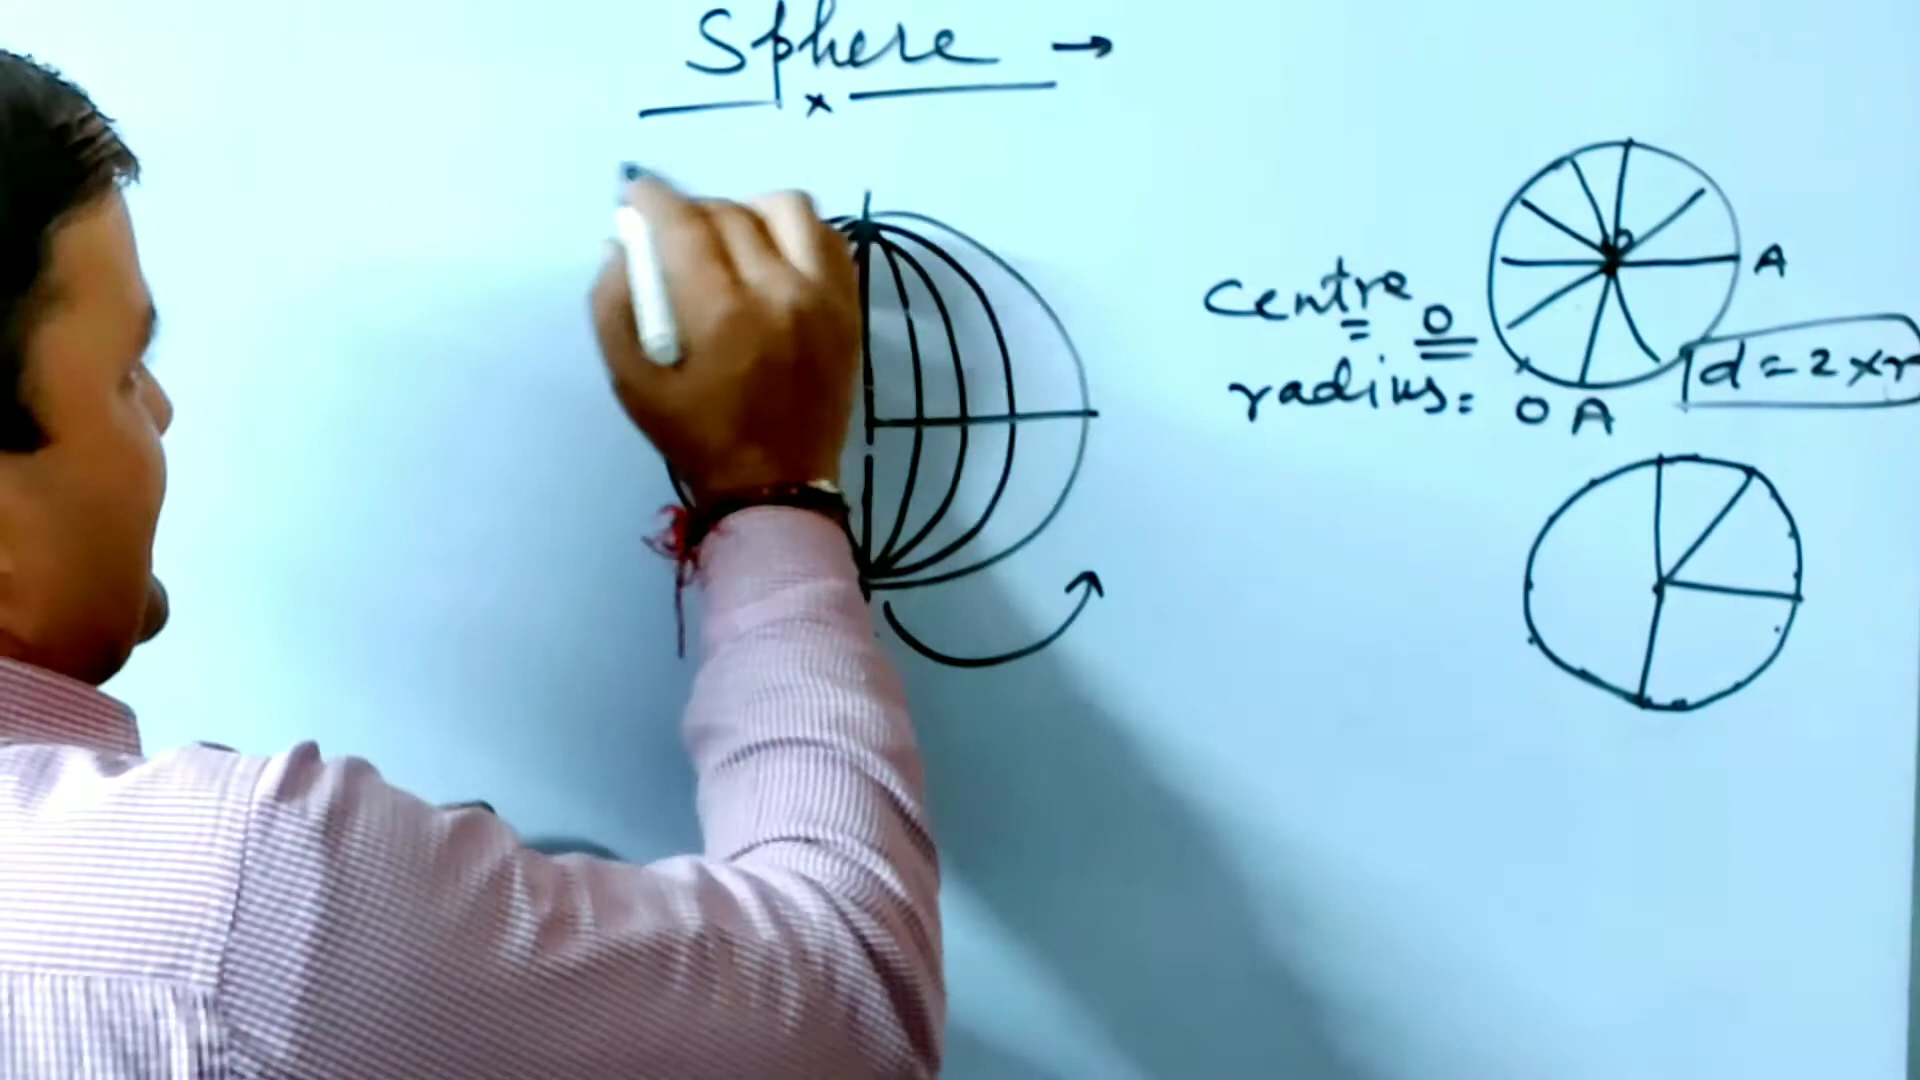 Sphere →
x
O
A
Centre O
radius = OA
d = 2 x r